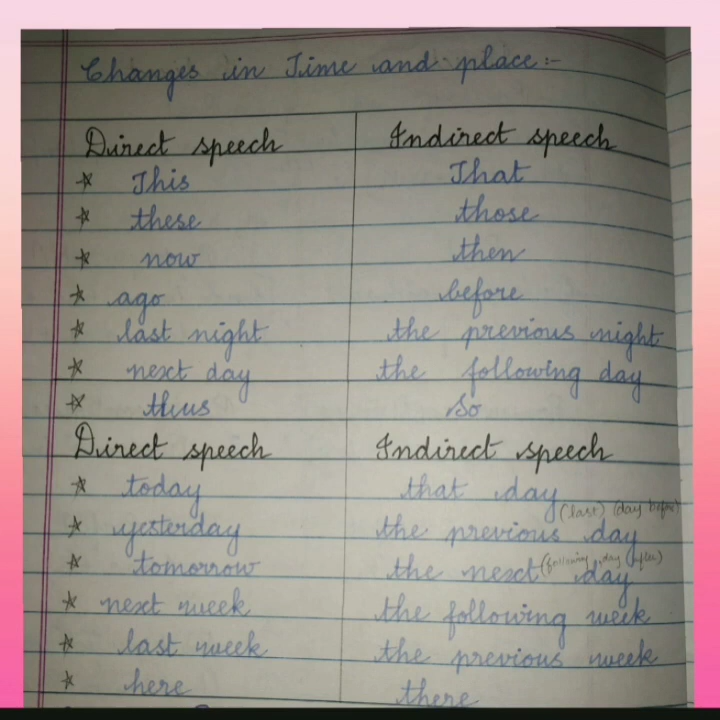 Changes in Time and place:-
Direct speech Indirect speech
☆ This That
☆ these those
☆ now then
☆ ago before
☆ last night the previous night
☆ next day the following day
☆ thus so
Direct speech Indirect speech
☆ today that day
(last) (day before)
☆ yesterday the previous day
(following day after)
☆ tomorrow the next day
☆ next week the following week
☆ last week the previous week
☆ here there